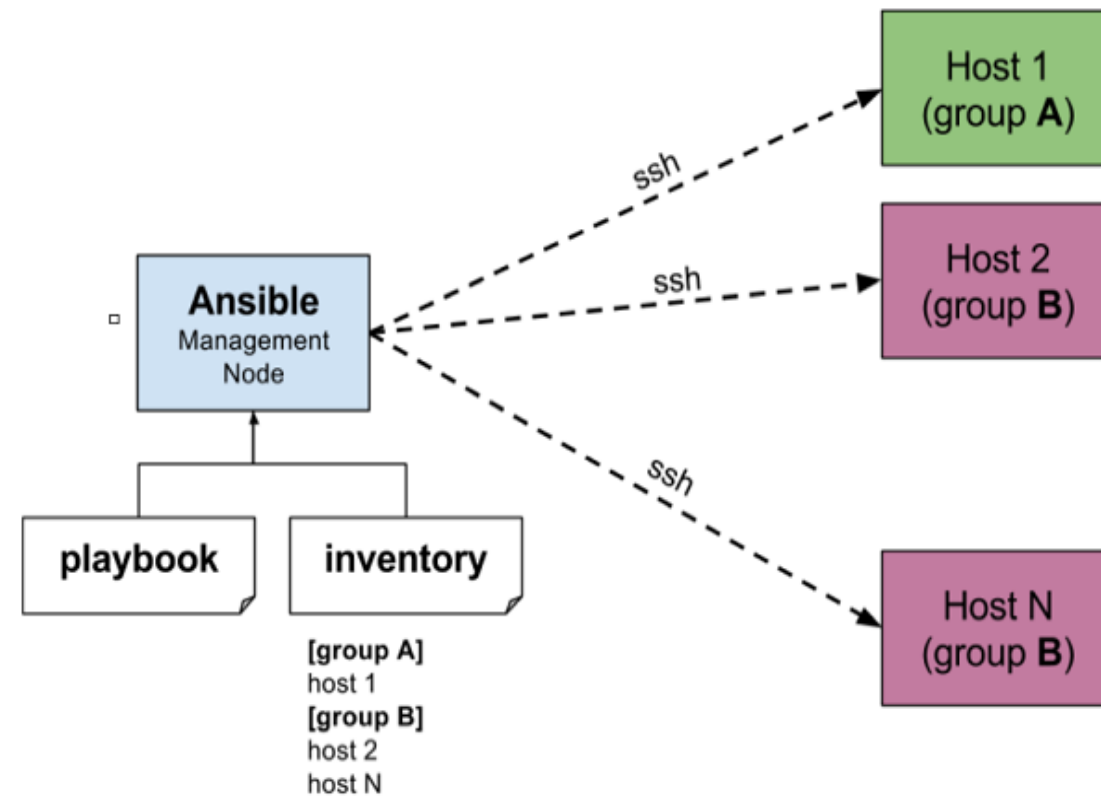 Host 1
(group A)
ssh
Host 2
(group B)
ssh
Ansible
Management
Node
ssh
playbook
inventory
Host N
(group B)
[group A]
host 1
[group B]
host 2
host N